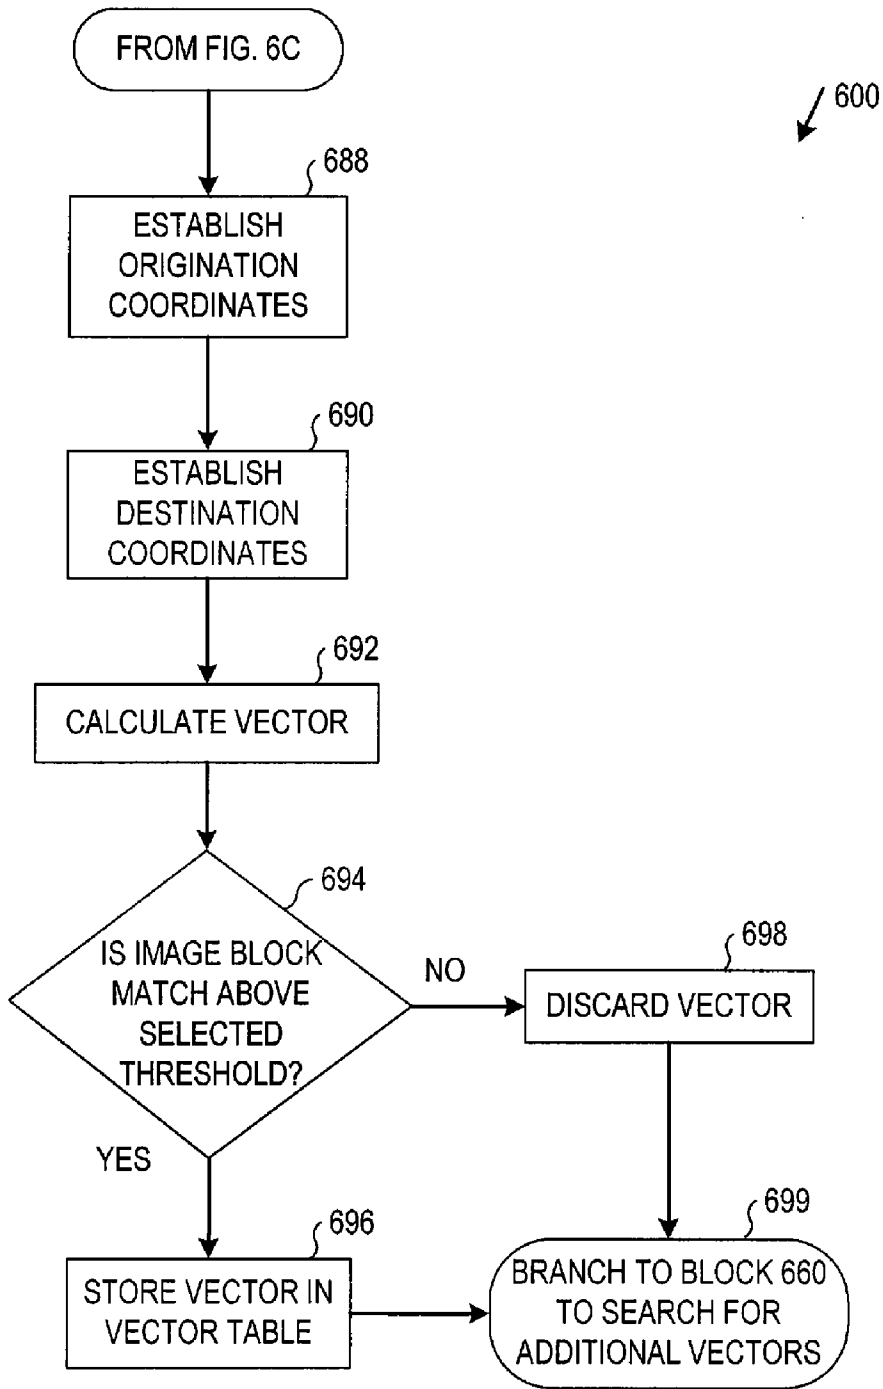 FROM FIG. 6C
600
688
ESTABLISH
ORIGINATION
COORDINATES
690
ESTABLISH
DESTINATION
COORDINATES
692
CALCULATE VECTOR
694
IS IMAGE BLOCK
MATCH ABOVE
SELECTED
THRESHOLD?
NO
698
DISCARD VECTOR
YES
696
STORE VECTOR IN
VECTOR TABLE
699
BRANCH TO BLOCK 660
TO SEARCH FOR
ADDITIONAL VECTORS